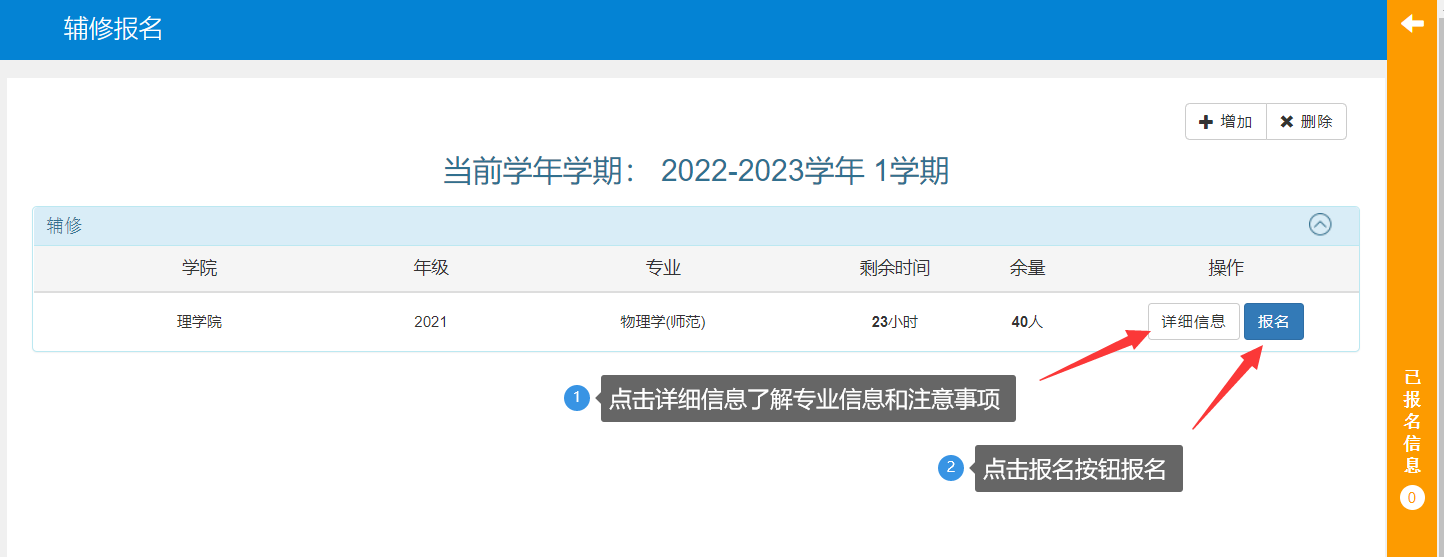 辅修报名
增加 删除
当前学年学期： 2022-2023学年 1学期
辅修
学院 年级 专业 剩余时间 余量 操作
理学院 2021 物理学(师范) 23小时 40人 详细信息 报名
1 点击详细信息了解专业信息和注意事项
2 点击报名按钮报名
已报名信息
0